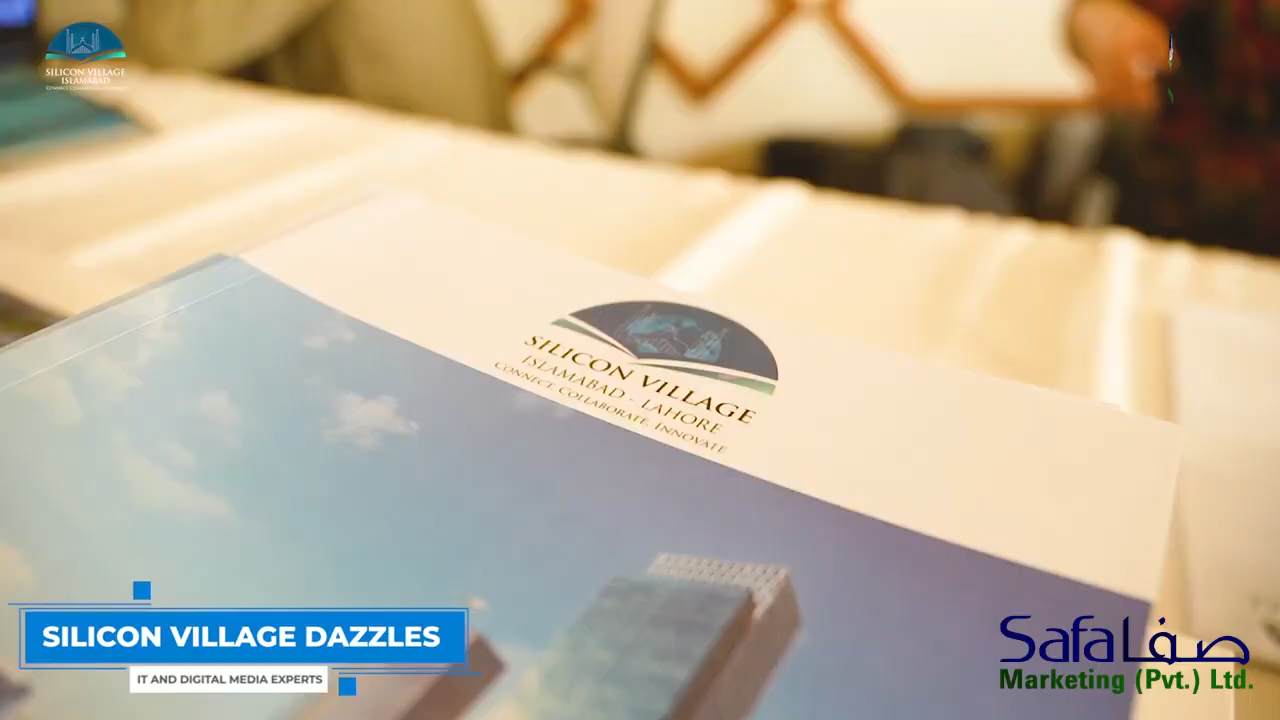 SILICON VILLAGE
ISLAMABAD
SILICON VILLAGE
ISLAMABAD - LAHORE
CONNECT, COLLABORATE, INNOVATE
SILICON VILLAGE DAZZLES
IT AND DIGITAL MEDIA EXPERTS
Safa صفا
Marketing (Pvt.) Ltd.